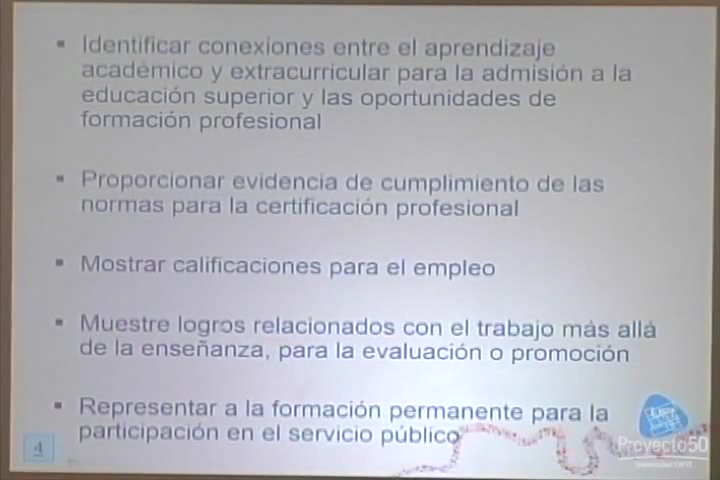 Identificar conexiones entre el aprendizaje
académico y extracurricular para la admisión a la
educación superior y las oportunidades de
formación profesional
Proporcionar evidencia de cumplimiento de las
normas para la certificación profesional
Mostrar calificaciones para el empleo
Muestre logros relacionados con el trabajo más allá
de la enseñanza, para la evaluación o promoción
Representar a la formación permanente para la
participación en el servicio público
4
Proyecto50
Universidad EAFIT